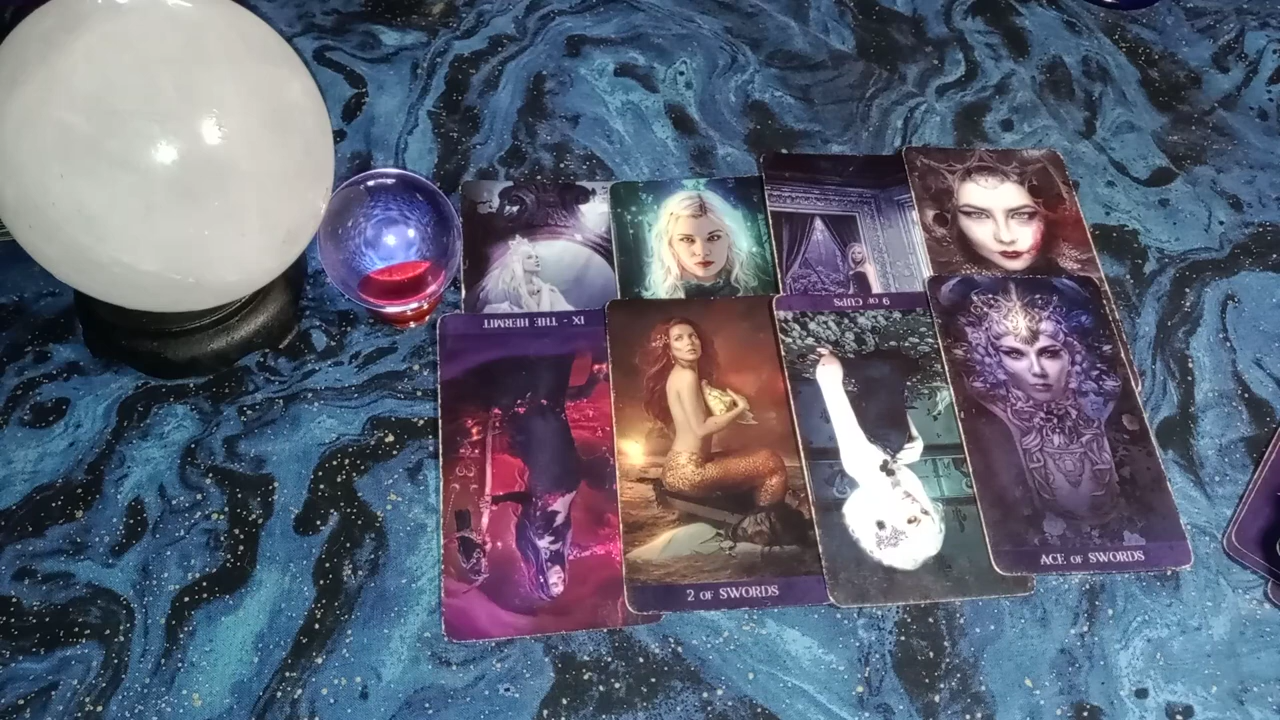 IX - THE HERMIT
9 OF CUPS
2 OF SWORDS
ACE OF SWORDS